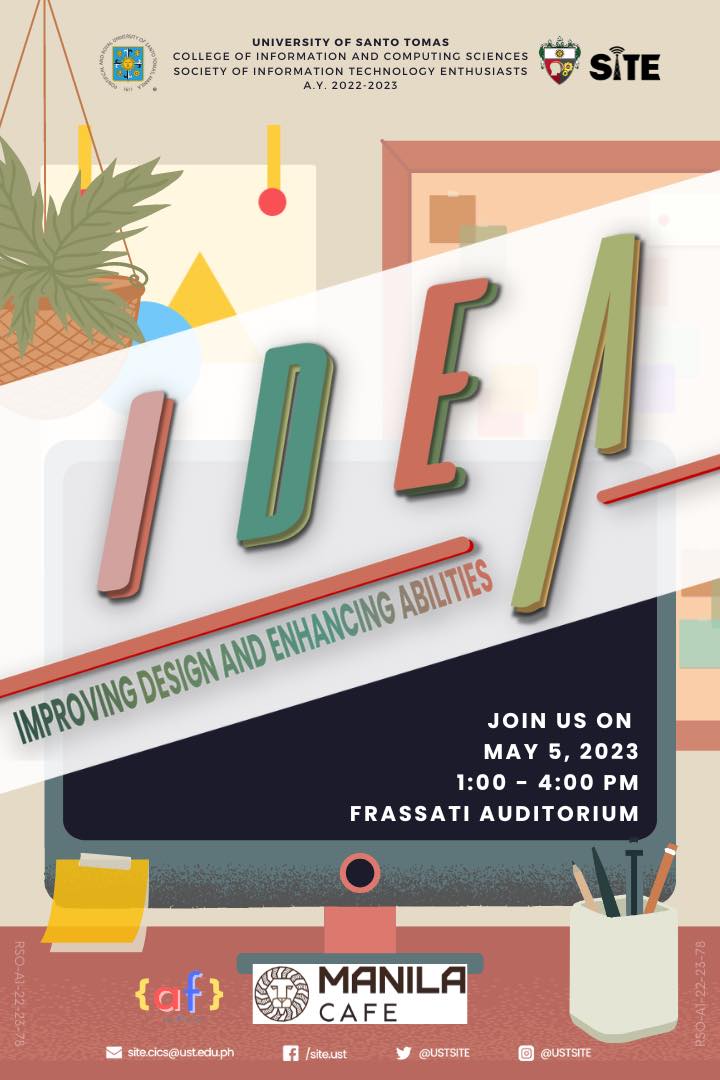 UNIVERSITY OF SANTO TOMAS
COLLEGE OF INFORMATION AND COMPUTING SCIENCES
SOCIETY OF INFORMATION TECHNOLOGY ENTHUSIASTS
A.Y. 2022-2023
SiTE
IDEA
IMPROVING DESIGN AND ENHANCING ABILITIES
JOIN US ON
MAY 5, 2023
1:00 - 4:00 PM
FRASSATI AUDITORIUM
RSO-A1-22-23-78
RSO-A1-22-23-78
{af}
MANILA
CAFE
site.cics@ust.edu.ph
/site.ust
@USTSITE
@USTSITE